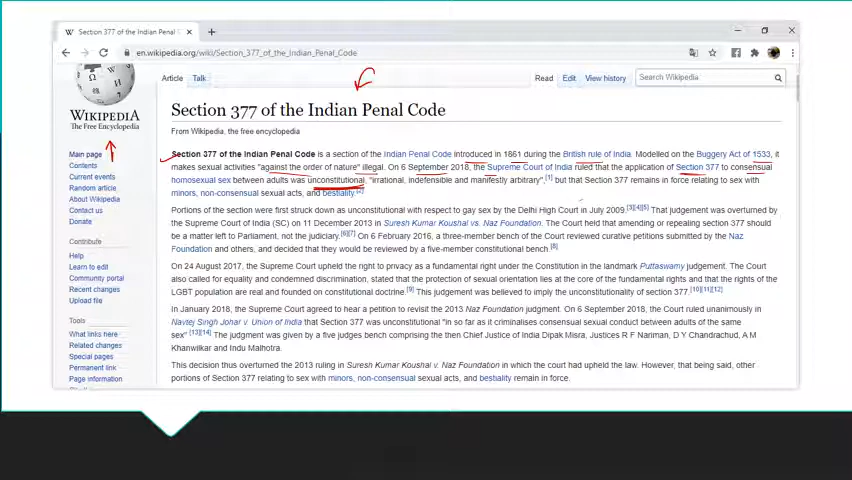 Section 377 of the Indian Penal C
en.wikipedia.org/wiki/Section_377_of_the_Indian_Penal_Code
Article Talk Read Edit View history Search Wikipedia
WIKIPEDIA
The Free Encyclopedia
Section 377 of the Indian Penal Code
From Wikipedia, the free encyclopedia
Main page
Contents
Current events
Random article
About Wikipedia
Contact us
Donate
Contribute
Help
Learn to edit
Community portal
Recent changes
Upload file
Tools
What links here
Related changes
Special pages
Permanent link
Page information
Section 377 of the Indian Penal Code is a section of the Indian Penal Code introduced in 1861 during the British rule of India. Modelled on the Buggery Act of 1533, it
makes sexual activities "against the order of nature" illegal. On 6 September 2018, the Supreme Court of India ruled that the application of Section 377 to consensual
homosexual sex between adults was unconstitutional, "irrational, indefensible and manifestly arbitrary",[1] but that Section 377 remains in force relating to sex with
minors, non-consensual sexual acts, and bestiality.[2]
Portions of the section were first struck down as unconstitutional with respect to gay sex by the Delhi High Court in July 2009.[3][4][5] That judgement was overturned by
the Supreme Court of India (SC) on 11 December 2013 in Suresh Kumar Koushal vs. Naz Foundation. The Court held that amending or repealing section 377 should
be a matter left to Parliament, not the judiciary.[6][7] On 6 February 2016, a three-member bench of the Court reviewed curative petitions submitted by the Naz
Foundation and others, and decided that they would be reviewed by a five-member constitutional bench.[8]
On 24 August 2017, the Supreme Court upheld the right to privacy as a fundamental right under the Constitution in the landmark Puttaswamy judgement. The Court
also called for equality and condemned discrimination, stated that the protection of sexual orientation lies at the core of the fundamental rights and that the rights of the
LGBT population are real and founded on constitutional doctrine.[9] This judgement was believed to imply the unconstitutionality of section 377.[10][11][12]
In January 2018, the Supreme Court agreed to hear a petition to revisit the 2013 Naz Foundation judgment. On 6 September 2018, the Court ruled unanimously in
Navtej Singh Johar v. Union of India that Section 377 was unconstitutional "in so far as it criminalises consensual sexual conduct between adults of the same
sex".[13][14] The judgment was given by a five judges bench comprising the then Chief Justice of India Dipak Misra, Justices R F Nariman, D Y Chandrachud, A M
Khanwilkar and Indu Malhotra.
This decision thus overturned the 2013 ruling in Suresh Kumar Koushal v. Naz Foundation in which the court had upheld the law. However, that being said, other
portions of Section 377 relating to sex with minors, non-consensual sexual acts, and bestiality remain in force.